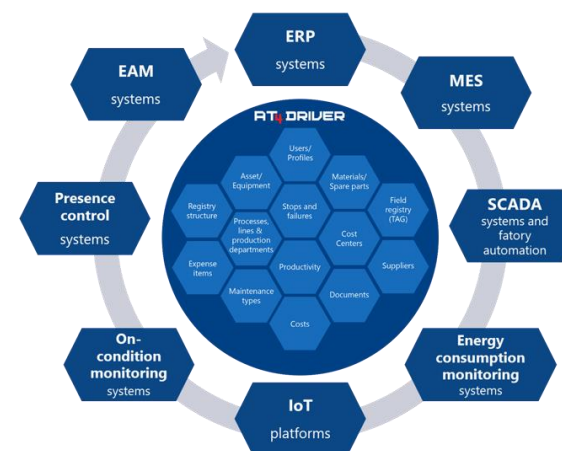 ERP
systems
MES
systems
SCADA
systems and
fatory
automation
Energy
consumption
monitoring
systems
IoT
platforms
On-
condition
monitoring
systems
Presence
control
systems
EAM
systems
AT4 DRIVER
Users/
Profiles
Asset/
Equipment
Materials/
Spare parts
Registry
structure
Stops and
failures
Field
registry
(TAG)
Processes,
lines &
production
departments
Cost
Centers
Expense
items
Productivity
Suppliers
Maintenance
types
Documents
Costs